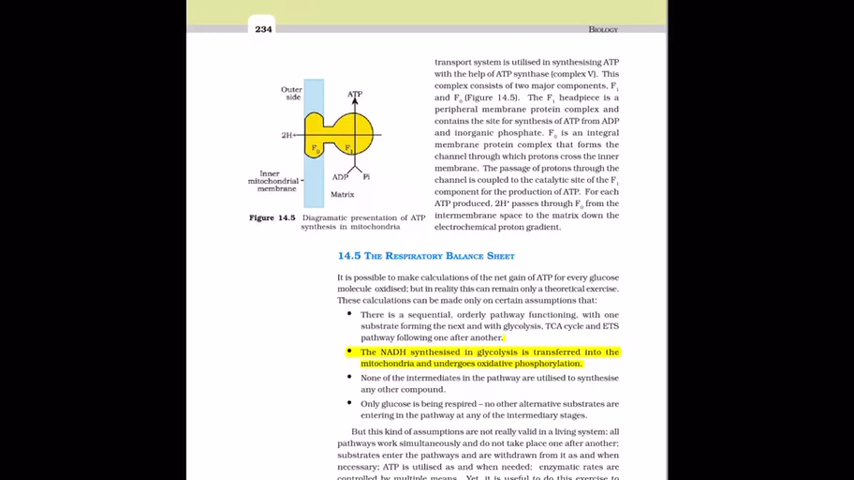 234
BIOLOGY
transport system is utilised in synthesising ATP
with the help of ATP synthase (complex V). This
complex consists of two major components, F1
and F0 (Figure 14.5). The F1 headpiece is a
peripheral membrane protein complex and
contains the site for synthesis of ATP from ADP
and inorganic phosphate. F0 is an integral
membrane protein complex that forms the
channel through which protons cross the inner
membrane. The passage of protons through the
channel is coupled to the catalytic site of the F1
component for the production of ATP. For each
ATP produced, 2H+ passes through F0 from the
intermembrane space to the matrix down the
electrochemical proton gradient.
Outer
side
ATP
2H+
F0
F1
Inner
mitochondrial
membrane
ADP
Pi
Matrix
Figure 14.5 Diagramatic presentation of ATP
synthesis in mitochondria
14.5 THE RESPIRATORY BALANCE SHEET
It is possible to make calculations of the net gain of ATP for every glucose
molecule oxidised; but in reality this can remain only a theoretical exercise.
These calculations can be made only on certain assumptions that:
• There is a sequential, orderly pathway functioning, with one
substrate forming the next and with glycolysis, TCA cycle and ETS
pathway following one after another.
• The NADH synthesised in glycolysis is transferred into the
mitochondria and undergoes oxidative phosphorylation.
• None of the intermediates in the pathway are utilised to synthesise
any other compound.
• Only glucose is being respired – no other alternative substrates are
entering in the pathway at any of the intermediary stages.
But this kind of assumptions are not really valid in a living system; all
pathways work simultaneously and do not take place one after another;
substrates enter the pathways and are withdrawn from it as and when
necessary; ATP is utilised as and when needed; enzymatic rates are
controlled by multiple means. Yet, it is useful to do this exercise to